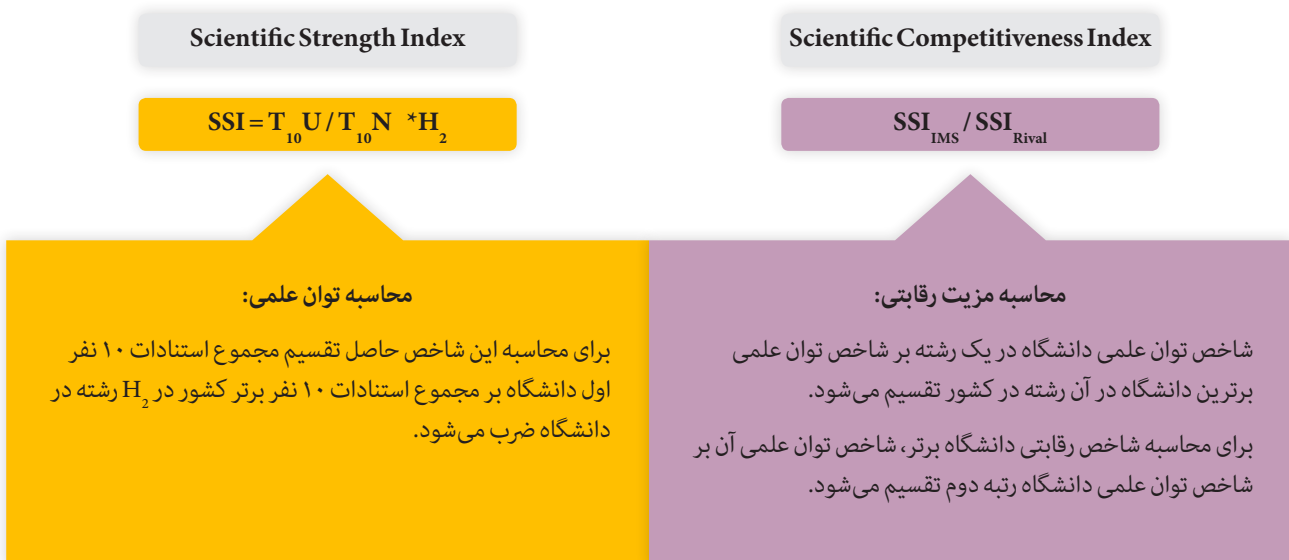 Scientific Strength Index
SSI = T₁₀U / T₁₀N *H₂
محاسبه توان علمی:
برای محاسبه این شاخص حاصل تقسیم مجموع استنادات ۱۰ نفر
اول دانشگاه بر مجموع استنادات ۱۰ نفر برتر کشور در H₂ رشته در
دانشگاه ضرب می‌شود.
Scientific Competitiveness Index
SSI_IMS / SSI_Rival
محاسبه مزیت رقابتی:
شاخص توان علمی دانشگاه در یک رشته بر شاخص توان علمی
برترین دانشگاه در آن رشته در کشور تقسیم می‌شود.
برای محاسبه شاخص رقابتی دانشگاه برتر، شاخص توان علمی آن بر
شاخص توان علمی دانشگاه رتبه دوم تقسیم می‌شود.